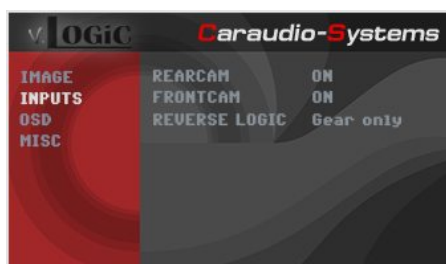 v.LOGiC Caraudio-Systems
IMAGE
INPUTS
OSD
MISC
REARCAM ON
FRONTCAM ON
REVERSE LOGIC Gear only